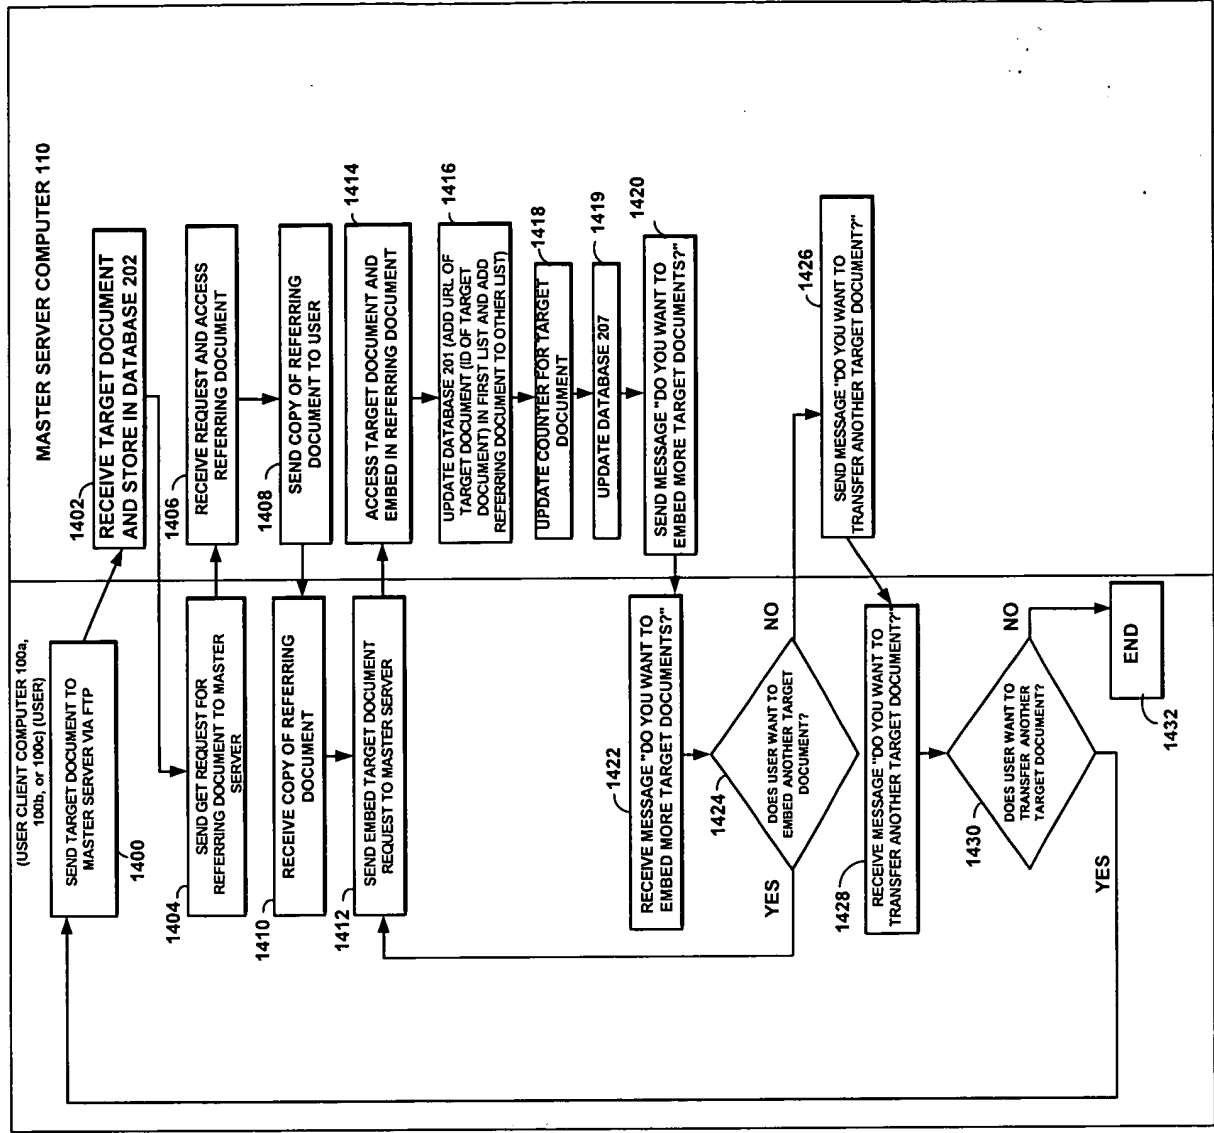 (USER CLIENT COMPUTER 100a,
100b, or 100c) (USER)
MASTER SERVER COMPUTER 110
SEND TARGET DOCUMENT TO
MASTER SERVER VIA FTP
1400
1402
RECEIVE TARGET DOCUMENT
AND STORE IN DATABASE 202
1404
SEND GET REQUEST FOR
REFERRING DOCUMENT TO MASTER
SERVER
1406
RECEIVE REQUEST AND ACCESS
REFERRING DOCUMENT
1408
SEND COPY OF REFERRING
DOCUMENT TO USER
1410
RECEIVE COPY OF REFERRING
DOCUMENT
1412
SEND EMBED TARGET DOCUMENT
REQUEST TO MASTER SERVER
ACCESS TARGET DOCUMENT AND
EMBED IN REFERRING DOCUMENT
1414
UPDATE DATABASE 201 (ADD URL OF
TARGET DOCUMENT (ID OF TARGET
DOCUMENT) IN FIRST LIST AND ADD
REFERRING DOCUMENT TO OTHER LIST)
1416
UPDATE COUNTER FOR TARGET
DOCUMENT
1418
UPDATE DATABASE 207
1419
SEND MESSAGE "DO YOU WANT TO
EMBED MORE TARGET DOCUMENTS?"
1420
1422
RECEIVE MESSAGE "DO YOU WANT TO
EMBED MORE TARGET DOCUMENTS?"
1424
DOES USER WANT TO
EMBED ANOTHER TARGET
DOCUMENT?
YES
NO
SEND MESSAGE "DO YOU WANT TO
TRANSFER ANOTHER TARGET DOCUMENT?"
1426
1428
RECEIVE MESSAGE "DO YOU WANT TO
TRANSFER ANOTHER TARGET DOCUMENT?"
1430
DOES USER WANT TO
TRANSFER ANOTHER
TARGET DOCUMENT?
YES
NO
END
1432